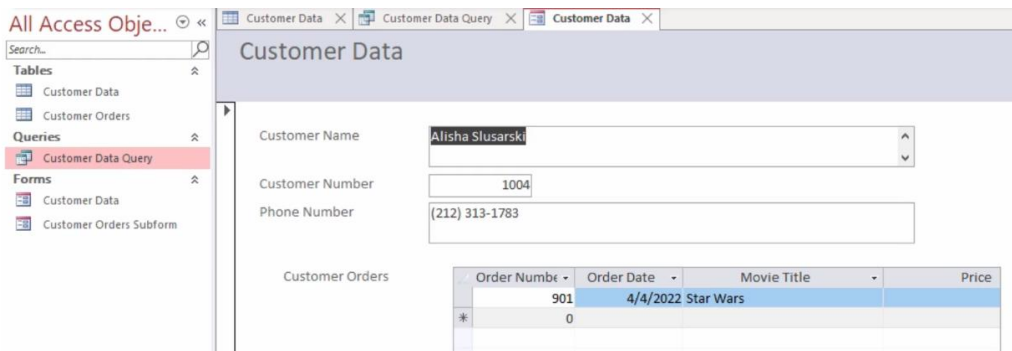 All Access Obje...
Search...
Tables
Customer Data
Customer Orders
Queries
Customer Data Query
Forms
Customer Data
Customer Orders Subform
Customer Data Customer Data Query Customer Data
Customer Data
Customer Name Alisha Slusarski
Customer Number 1004
Phone Number (212) 313-1783
Customer Orders Order Numbe Order Date Movie Title Price
901 4/4/2022 Star Wars
* 0